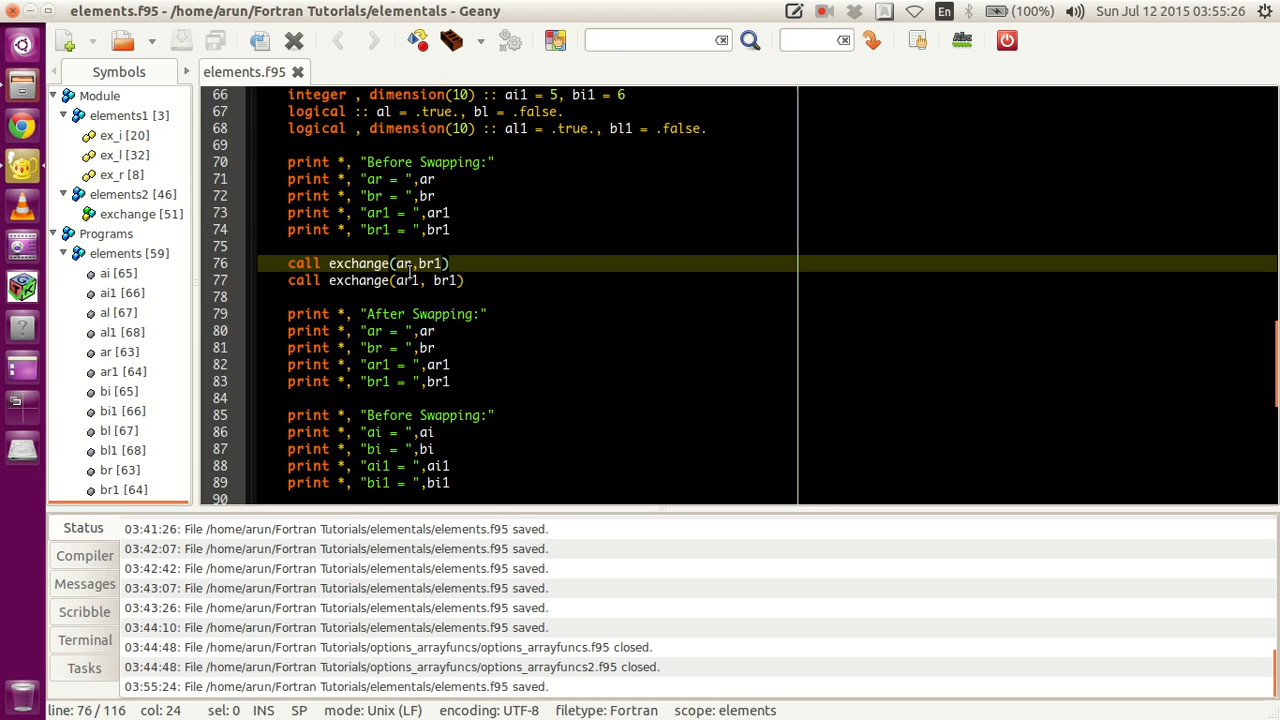 elements.f95 - /home/arun/Fortran Tutorials/elementals - Geany
En
(100%)
Sun Jul 12 2015 03:55:26
Symbols
elements.f95
Module
elements1 [3]
ex_i [20]
ex_l [32]
ex_r [8]
elements2 [46]
exchange [51]
Programs
elements [59]
ai [65]
ai1 [66]
al [67]
al1 [68]
ar [63]
ar1 [64]
bi [65]
bi1 [66]
bl [67]
bl1 [68]
br [63]
br1 [64]
66 integer , dimension(10) :: ai1 = 5, bi1 = 6
67 logical :: al = .true., bl = .false.
68 logical , dimension(10) :: al1 = .true., bl1 = .false.
69
70 print *, "Before Swapping:"
71 print *, "ar = ",ar
72 print *, "br = ",br
73 print *, "ar1 = ",ar1
74 print *, "br1 = ",br1
75
76 call exchange(ar,br1)
77 call exchange(ar1, br1)
78
79 print *, "After Swapping:"
80 print *, "ar = ",ar
81 print *, "br = ",br
82 print *, "ar1 = ",ar1
83 print *, "br1 = ",br1
84
85 print *, "Before Swapping:"
86 print *, "ai = ",ai
87 print *, "bi = ",bi
88 print *, "ai1 = ",ai1
89 print *, "bi1 = ",bi1
90
Status
Compiler
Messages
Scribble
Terminal
Tasks
03:41:26: File /home/arun/Fortran Tutorials/elementals/elements.f95 saved.
03:42:07: File /home/arun/Fortran Tutorials/elementals/elements.f95 saved.
03:42:42: File /home/arun/Fortran Tutorials/elementals/elements.f95 saved.
03:43:07: File /home/arun/Fortran Tutorials/elementals/elements.f95 saved.
03:43:26: File /home/arun/Fortran Tutorials/elementals/elements.f95 saved.
03:44:10: File /home/arun/Fortran Tutorials/elementals/elements.f95 saved.
03:44:48: File /home/arun/Fortran Tutorials/options_arrayfuncs/options_arrayfuncs.f95 closed.
03:44:48: File /home/arun/Fortran Tutorials/options_arrayfuncs/options_arrayfuncs2.f95 closed.
03:55:24: File /home/arun/Fortran Tutorials/elementals/elements.f95 saved.
line: 76 / 116 col: 24 sel: 0 INS SP mode: Unix (LF) encoding: UTF-8 filetype: Fortran scope: elements